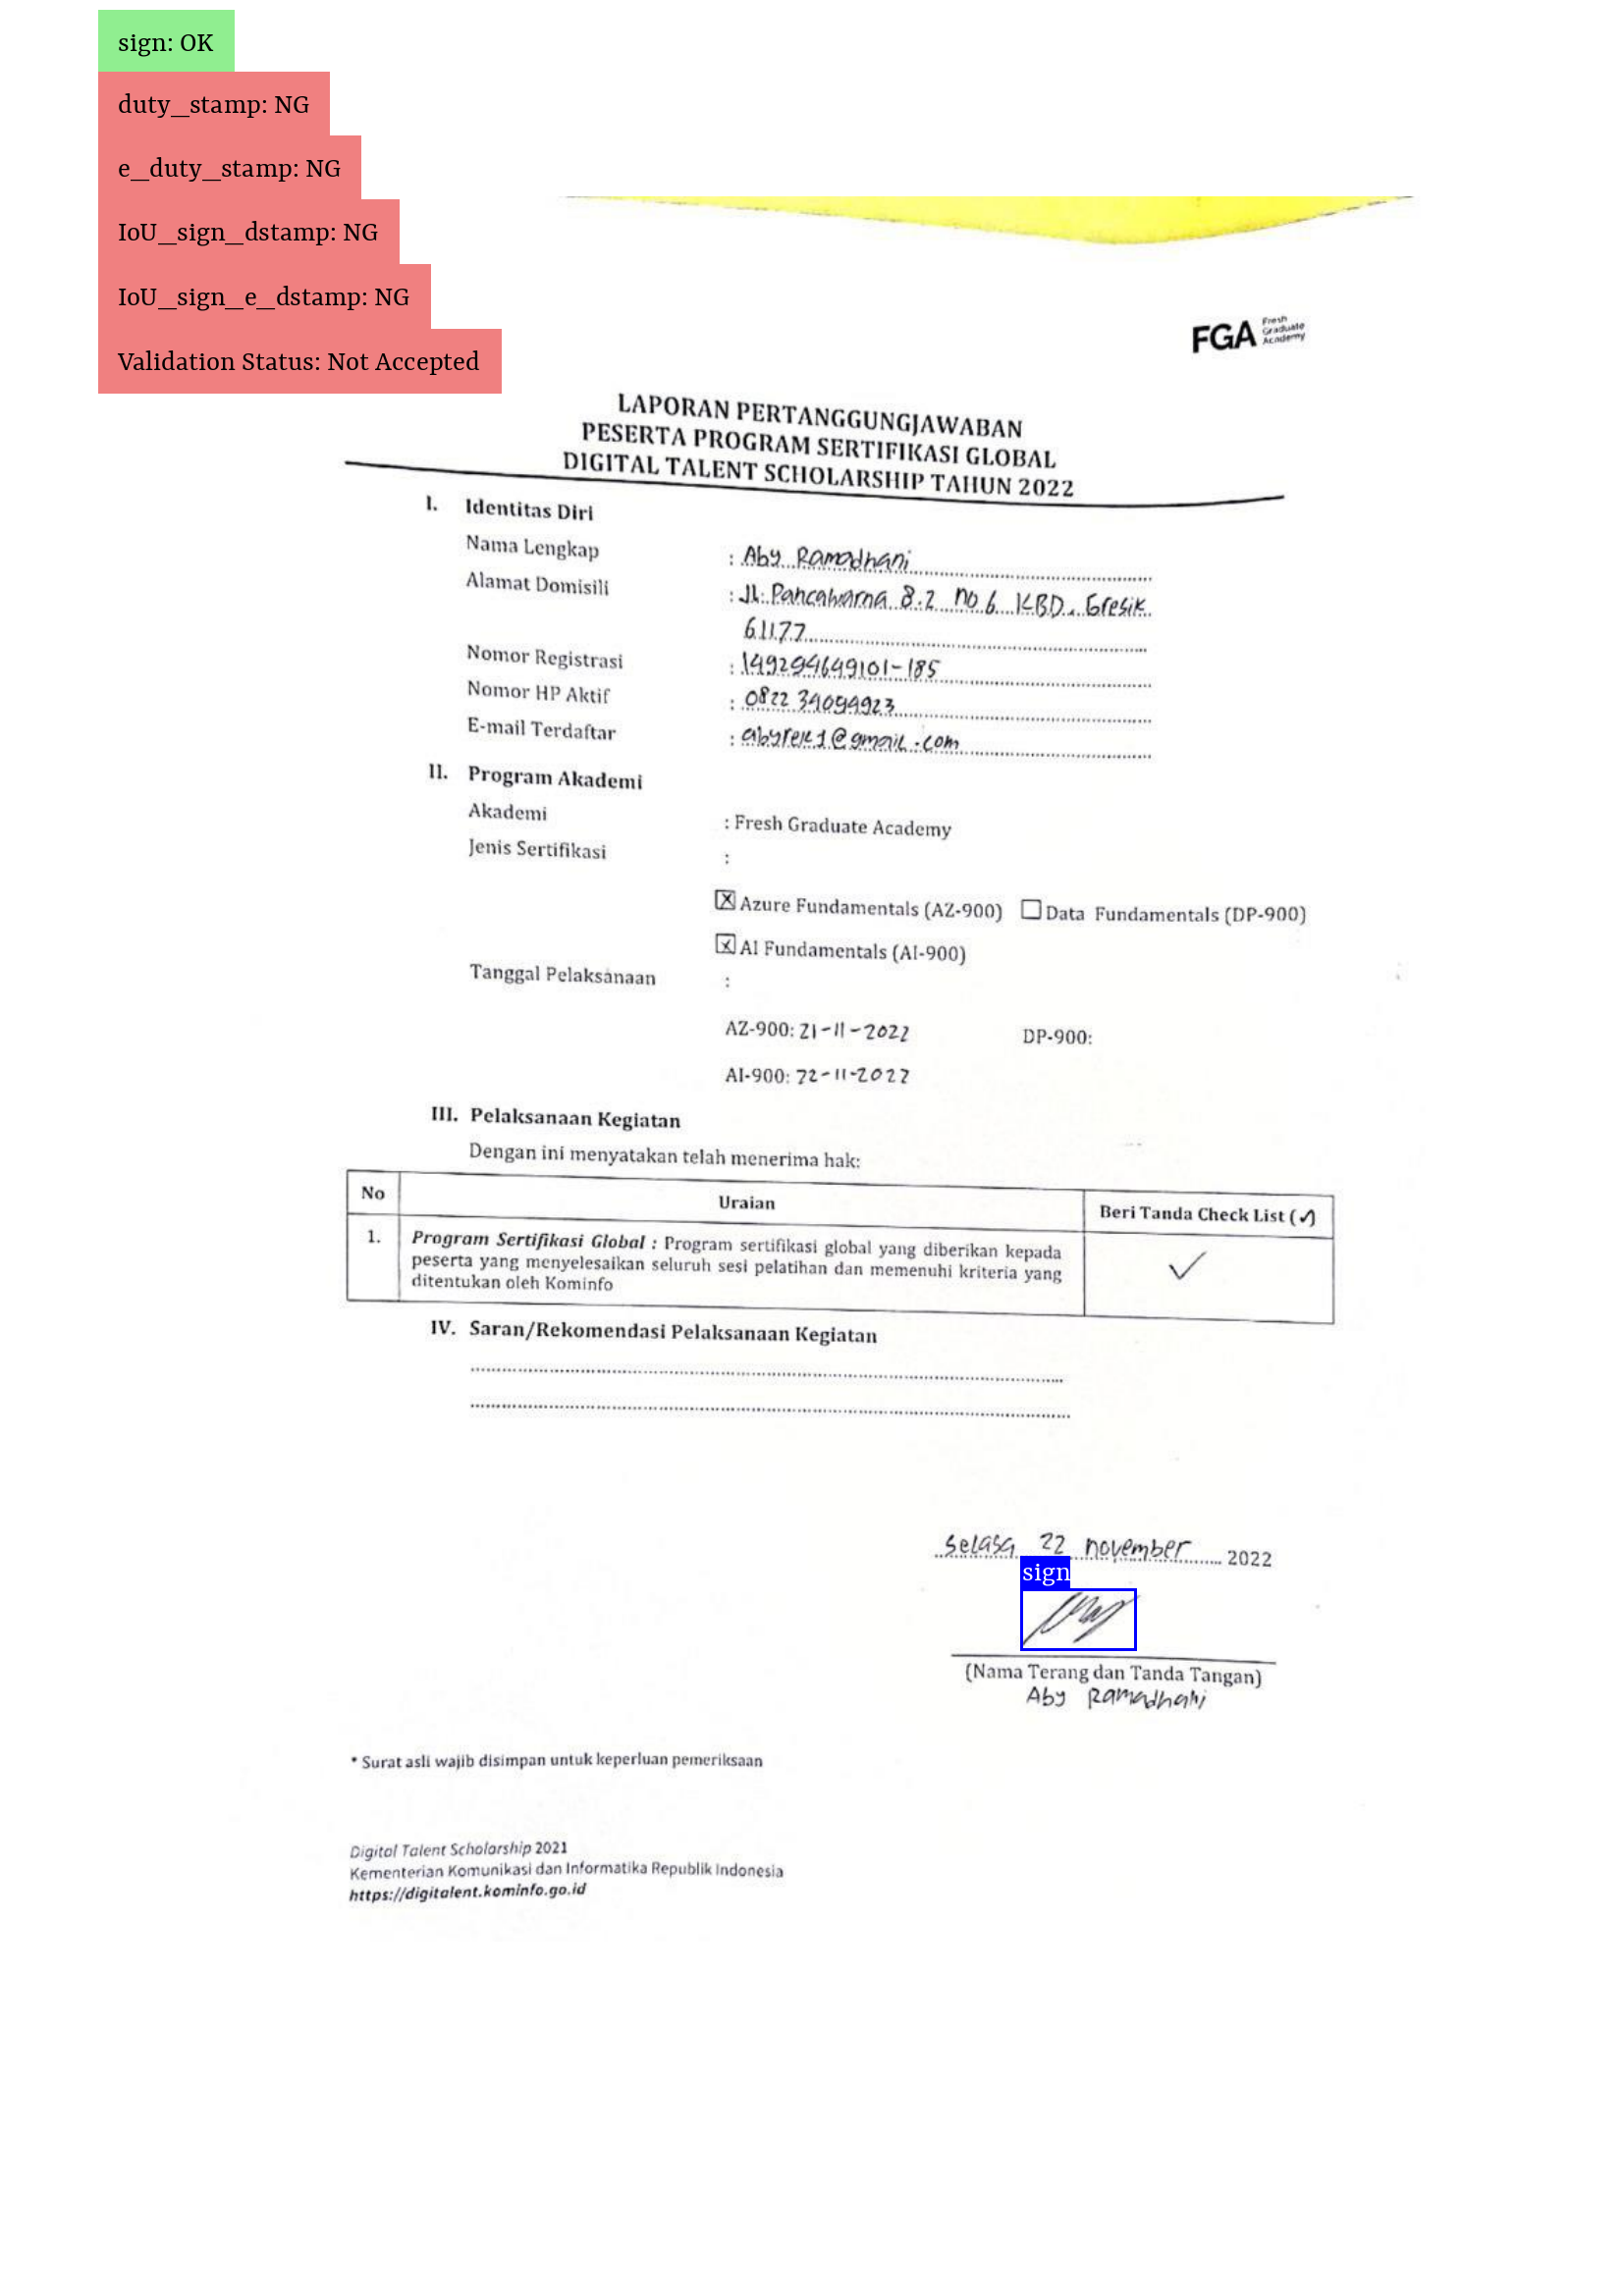 sign: OK
duty_stamp: NG
e_duty_stamp: NG
IoU_sign_dstamp: NG
IoU_sign_e_dstamp: NG
Validation Status: Not Accepted
FGA Fresh Graduate Academy
LAPORAN PERTANGGUNGJAWABAN
PESERTA PROGRAM SERTIFIKASI GLOBAL
DIGITAL TALENT SCHOLARSHIP TAHUN 2022
I. Identitas Diri
Nama Lengkap : Aby Ramadhani
Alamat Domisili : Jl. Pancawarna 8.2 no 6 KBD, Gresik
61177
Nomor Registrasi : 149294649101-185
Nomor HP Aktif : 0822 34094923
E-mail Terdaftar : abyrek1@gmail.com
II. Program Akademi
Akademi : Fresh Graduate Academy
Jenis Sertifikasi :
☒ Azure Fundamentals (AZ-900) ☐ Data Fundamentals (DP-900)
☒ AI Fundamentals (AI-900)
Tanggal Pelaksanaan :
AZ-900: 21-11-2022 DP-900:
AI-900: 22-11-2022
III. Pelaksanaan Kegiatan
Dengan ini menyatakan telah menerima hak:
No Uraian Beri Tanda Check List (✓)
1. Program Sertifikasi Global : Program sertifikasi global yang diberikan kepada ✓
peserta yang menyelesaikan seluruh sesi pelatihan dan memenuhi kriteria yang
ditentukan oleh Kominfo
IV. Saran/Rekomendasi Pelaksanaan Kegiatan
Selasa 22 november 2022
sign
(Nama Terang dan Tanda Tangan)
Aby Ramadhani
* Surat asli wajib disimpan untuk keperluan pemeriksaan
Digital Talent Scholarship 2021
Kementerian Komunikasi dan Informatika Republik Indonesia
https://digitalent.kominfo.go.id